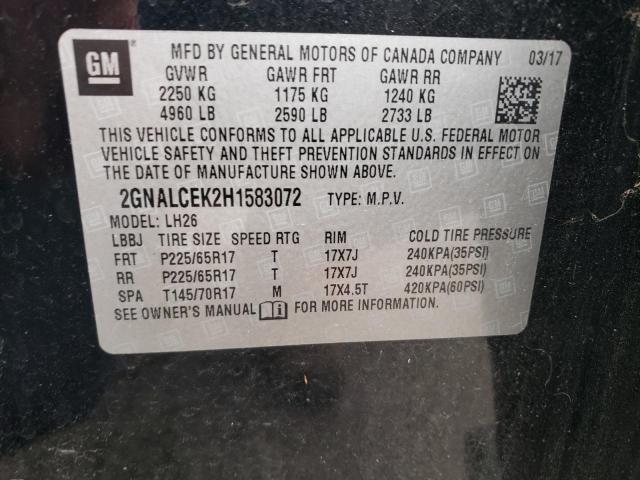 GM MFD BY GENERAL MOTORS OF CANADA COMPANY 03/17
GVWR GAWR FRT GAWR RR
2250 KG 1175 KG 1240 KG
4960 LB 2590 LB 2733 LB
THIS VEHICLE CONFORMS TO ALL APPLICABLE U.S. FEDERAL MOTOR
VEHICLE SAFETY AND THEFT PREVENTION STANDARDS IN EFFECT ON
THE DATE OF MANUFACTURE SHOWN ABOVE.
2GNALCEK2H1583072 TYPE: M.P.V.
MODEL: LH26
LBBJ TIRE SIZE SPEED RTG RIM COLD TIRE PRESSURE
FRT P225/65R17 T 17X7J 240KPA(35PSI)
RR P225/65R17 T 17X7J 240KPA(35PSI)
SPA T145/70R17 M 17X4.5T 420KPA(60PSI)
SEE OWNER'S MANUAL FOR MORE INFORMATION.